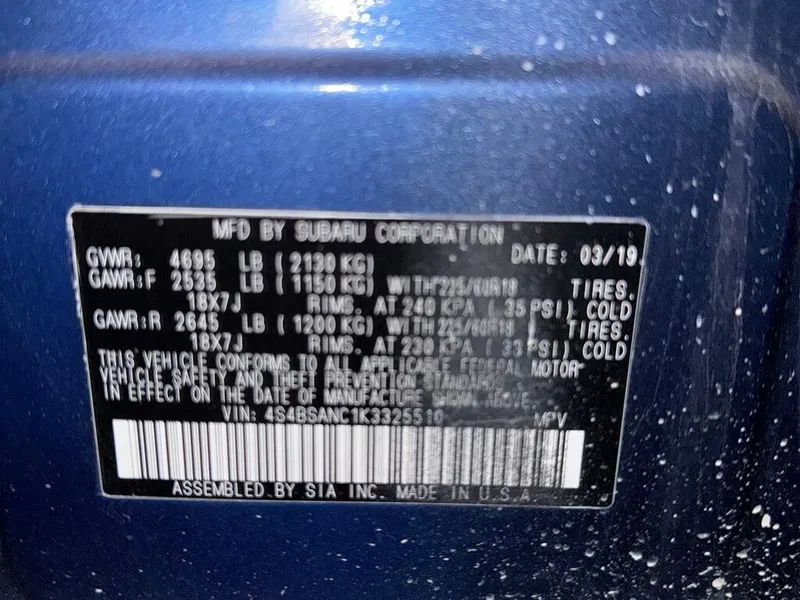 MFD BY SUBARU CORPORATION
GVWR: 4695 LB (2130 KG) DATE: 03/19
GAWR:F 2535 LB (1150 KG) WITH 225/60R18 TIRES.
18X7J RIMS. AT 240 KPA (35 PSI) COLD
GAWR:R 2645 LB (1200 KG) WITH 225/60R18 TIRES.
18X7J RIMS. AT 230 KPA (33 PSI) COLD
THIS VEHICLE CONFORMS TO ALL APPLICABLE FEDERAL MOTOR
VEHICLE SAFETY AND THEFT PREVENTION STANDARDS
IN EFFECT ON THE DATE OF MANUFACTURE SHOWN ABOVE.
VIN: 4S4BSANC1K3325510 MPV
ASSEMBLED BY SIA INC. MADE IN U.S.A.